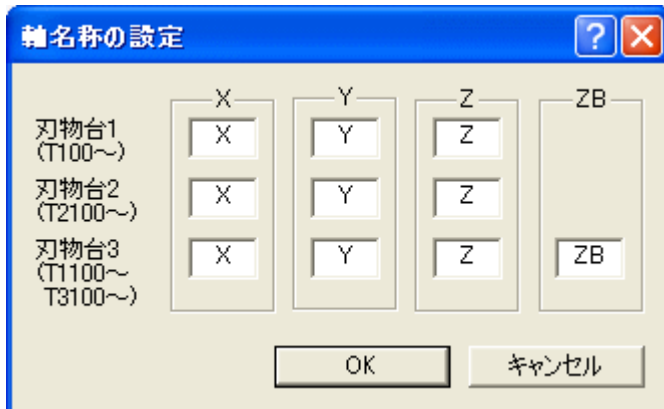 軸名称の設定
X Y Z ZB
刃物台1 X Y Z
(T100～)
刃物台2 X Y Z
(T2100～)
刃物台3 X Y Z ZB
(T1100～
T3100～)
OK キャンセル